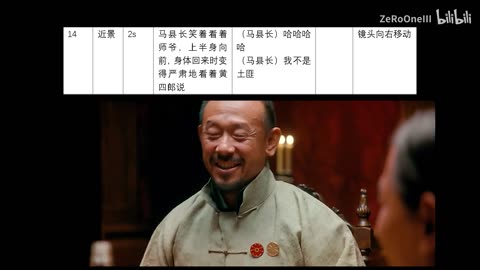 ZeRoOneIII bilibili
14
近景
2s
马县长笑着看着
师爷，上半身向
前，身体回来时变
得严肃地看着黄
四郎说
（马县长）哈哈哈
哈
（马县长）我不是
土匪
镜头向右移动